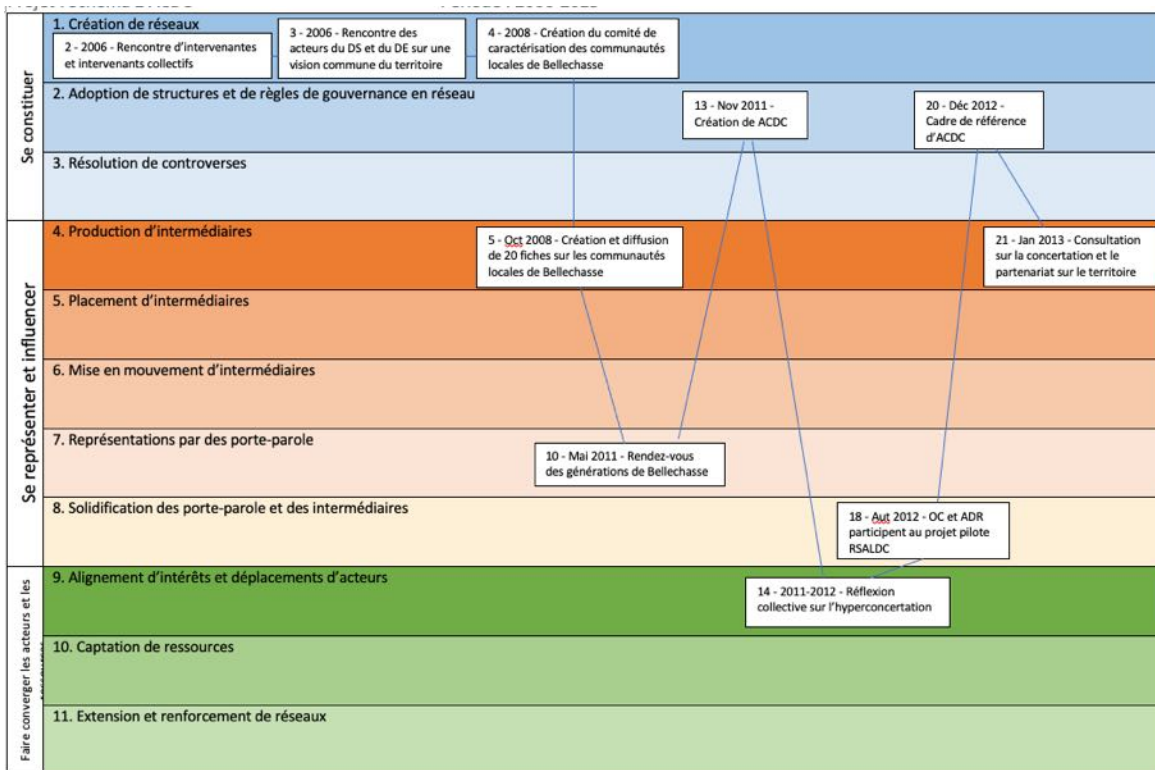 Se constituer
1. Création de réseaux
2 - 2006 - Rencontre d'intervenantes
et intervenants collectifs
3 - 2006 - Rencontre des
acteurs du DS et du DE sur une
vision commune du territoire
4 - 2008 - Création du comité de
caractérisation des communautés
locales de Bellechasse
2. Adoption de structures et de règles de gouvernance en réseau
13 - Nov 2011 -
Création de ACDC
20 - Déc 2012 -
Cadre de référence
d'ACDC
3. Résolution de controverses
Se représenter et influencer
4. Production d'intermédiaires
5 - Oct 2008 - Création et diffusion
de 20 fiches sur les communautés
locales de Bellechasse
21 - Jan 2013 - Consultation
sur la concertation et le
partenariat sur le territoire
5. Placement d'intermédiaires
6. Mise en mouvement d'intermédiaires
7. Représentations par des porte-parole
10 - Mai 2011 - Rendez-vous
des générations de Bellechasse
8. Solidification des porte-parole et des intermédiaires
18 - Aut 2012 - OC et ADR
participent au projet pilote
RSALDC
Faire converger les acteurs et les
9. Alignement d'intérêts et déplacements d'acteurs
14 - 2011-2012 - Réflexion
collective sur l'hyperconcertation
10. Captation de ressources
11. Extension et renforcement de réseaux